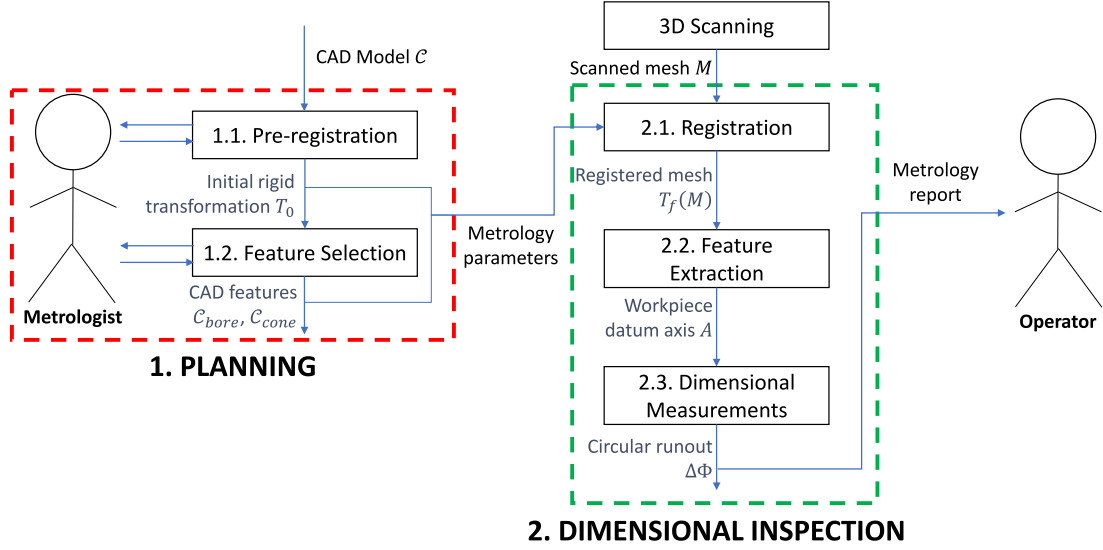 CAD Model 𝒞
1.1. Pre-registration
Initial rigid
transformation T₀
1.2. Feature Selection
CAD features
𝒞bore, 𝒞cone
Metrologist
1. PLANNING
Metrology
parameters
3D Scanning
Scanned mesh M
2.1. Registration
Registered mesh
T_f(M)
2.2. Feature
Extraction
Workpiece
datum axis A
2.3. Dimensional
Measurements
Circular runout
ΔΦ
2. DIMENSIONAL INSPECTION
Metrology
report
Operator